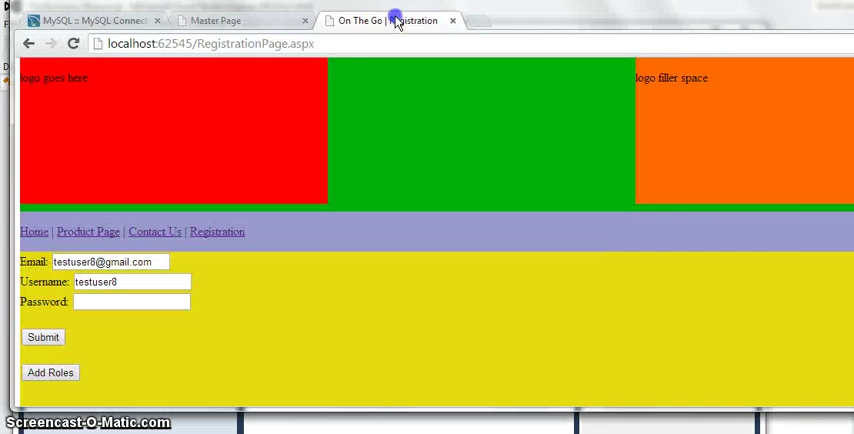 MySQL :: MySQL Connect
Master Page
On The Go | Registration
localhost:62545/RegistrationPage.aspx
logo goes here
logo filler space
Home | Product Page | Contact Us | Registration
Email: testuser8@gmail.com
Username: testuser8
Password:
Submit
Add Roles
Screencast-O-Matic.com